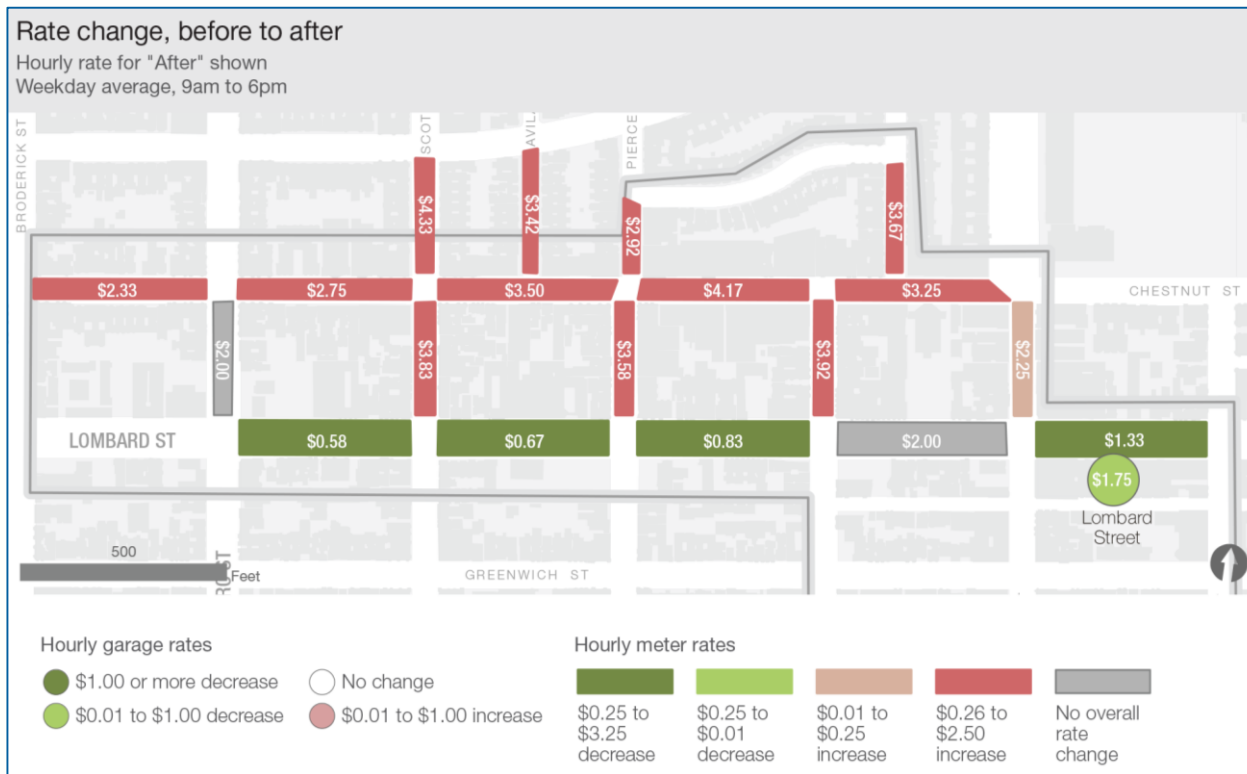 Rate change, before to after
Hourly rate for "After" shown
Weekday average, 9am to 6pm
BRODERICK ST
SCOT
AVIL
PIERCE
$4.33
$3.42
$2.92
$3.67
$2.33
$2.75
$3.50
$4.17
$3.25
CHESTNUT ST
$2.00
$3.83
$3.58
$3.92
$2.25
LOMBARD ST
$0.58
$0.67
$0.83
$2.00
$1.33
$1.75
Lombard
Street
500
Feet
GREENWICH ST
Hourly garage rates
$1.00 or more decrease
No change
$0.01 to $1.00 decrease
$0.01 to $1.00 increase
Hourly meter rates
$0.25 to
$3.25
decrease
$0.25 to
$0.01
decrease
$0.01 to
$0.25
increase
$0.26 to
$2.50
increase
No overall
rate
change